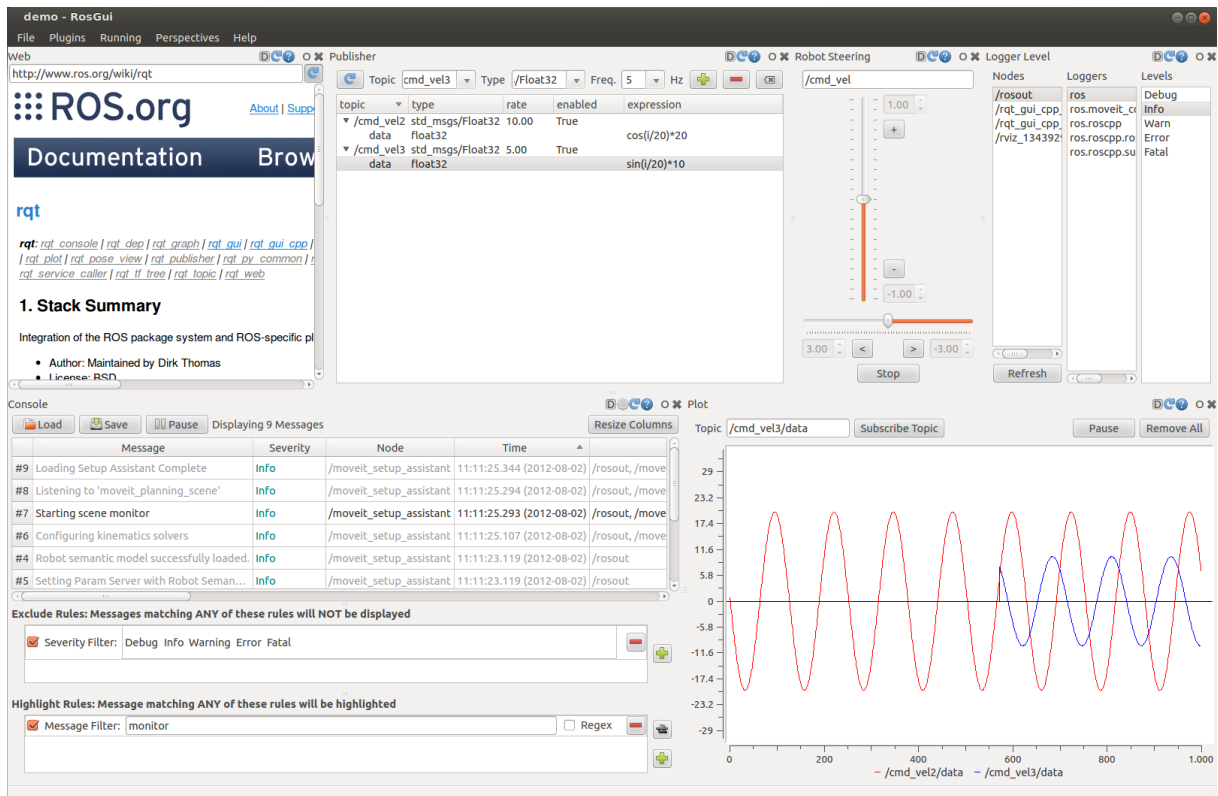 demo - RosGui
File Plugins Running Perspectives Help
Web
http://www.ros.org/wiki/rqt
ROS.org
About | Suppo
Documentation Brow
rqt
rqt: rqt_console | rqt_dep | rqt_graph | rqt_gui | rqt_gui_cpp |
| rqt_plot | rqt_pose_view | rqt_publisher | rqt_py_common | r
rqt_service_caller | rqt_tf_tree | rqt_topic | rqt_web
1. Stack Summary
Integration of the ROS package system and ROS-specific pl
Author: Maintained by Dirk Thomas
License: BSD
Publisher
Topic cmd_vel3 Type /Float32 Freq. 5 Hz
topic type rate enabled expression
/cmd_vel2 std_msgs/Float32 10.00 True
data float32 cos(i/20)*20
/cmd_vel3 std_msgs/Float32 5.00 True
data float32 sin(i/20)*10
Robot Steering
/cmd_vel
1.00
+
-
-1.00
3.00 < > -3.00
Stop
Logger Level
Nodes Loggers Levels
/rosout ros Debug
/rqt_gui_cpp_ ros.moveit_co Info
/rqt_gui_cpp_ ros.roscpp Warn
/rviz_1343925 ros.roscpp.ro Error
ros.roscpp.su Fatal
Refresh
Console
Load Save Pause Displaying 9 Messages Resize Columns
Message Severity Node Time
#9 Loading Setup Assistant Complete Info /moveit_setup_assistant 11:11:25.344 (2012-08-02) /rosout, /move
#8 Listening to 'moveit_planning_scene' Info /moveit_setup_assistant 11:11:25.294 (2012-08-02) /rosout, /move
#7 Starting scene monitor Info /moveit_setup_assistant 11:11:25.293 (2012-08-02) /rosout, /move
#6 Configuring kinematics solvers Info /moveit_setup_assistant 11:11:25.107 (2012-08-02) /rosout, /move
#4 Robot semantic model successfully loaded. Info /moveit_setup_assistant 11:11:23.119 (2012-08-02) /rosout
#5 Setting Param Server with Robot Seman... Info /moveit_setup_assistant 11:11:23.119 (2012-08-02) /rosout
Exclude Rules: Messages matching ANY of these rules will NOT be displayed
Severity Filter: Debug Info Warning Error Fatal
Highlight Rules: Message matching ANY of these rules will be highlighted
Message Filter: monitor Regex
Plot
Topic /cmd_vel3/data Subscribe Topic Pause Remove All
29
23.2
17.4
11.6
5.8
0
-5.8
-11.6
-17.4
-23.2
-29
0 200 400 600 800 1.000
/cmd_vel2/data /cmd_vel3/data